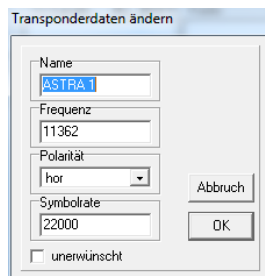 Transponderdaten ändern
Name
ASTRA 1
Frequenz
11362
Polarität
hor
Symbolrate
22000
unerwünscht
Abbruch
OK